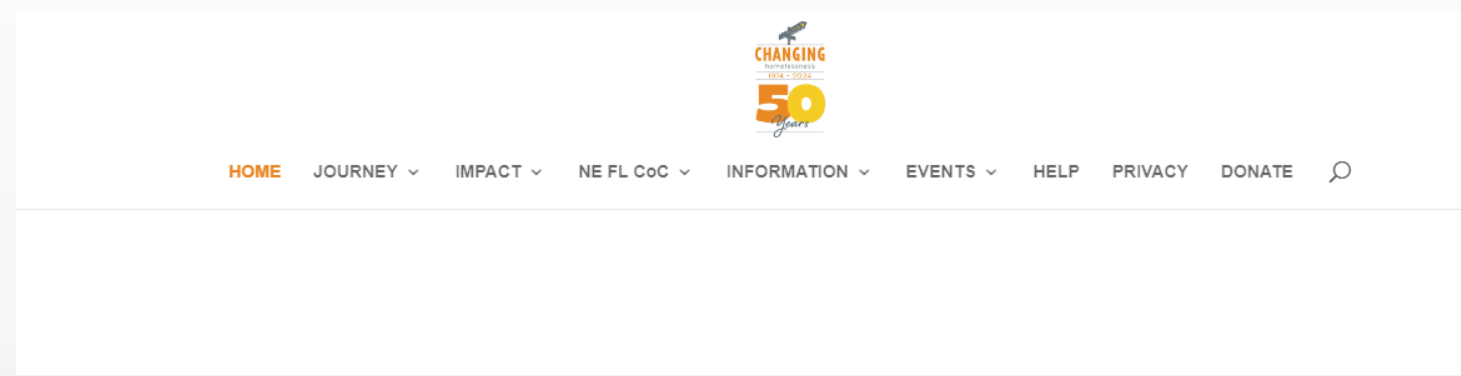 CHANGING
homelessness
1974 - 2024
50
Years
HOME JOURNEY IMPACT NE FL CoC INFORMATION EVENTS HELP PRIVACY DONATE